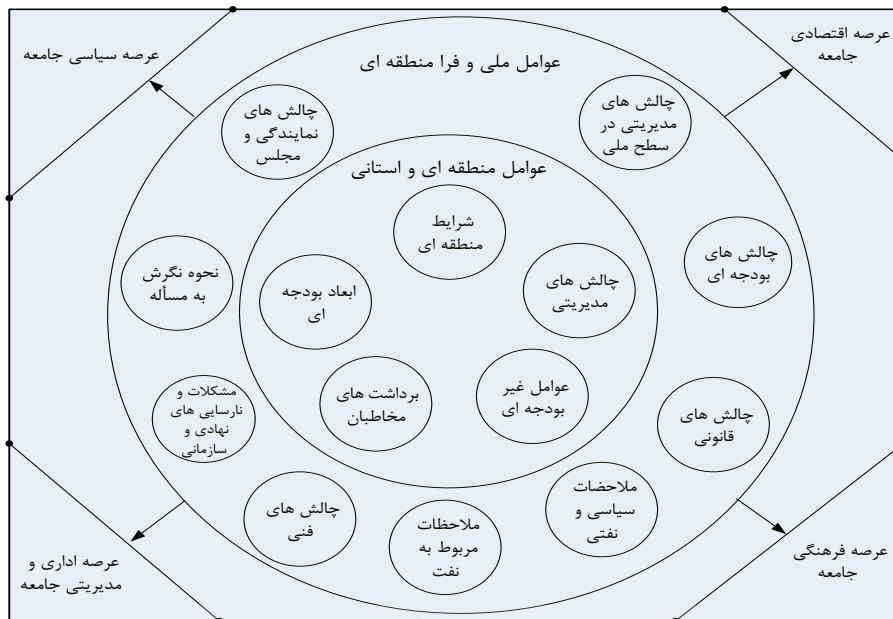 عرصه اقتصادی
جامعه
عرصه سیاسی جامعه
عوامل ملی و فرا منطقه ای
چالش های
مدیریتی در
سطح ملی
چالش های
نمایندگی و
مجلس
عوامل منطقه ای و استانی
شرایط
منطقه ای
چالش های
بودجه ای
چالش های
مدیریتی
ابعاد بودجه
ای
نحوه نگرش
به مسأله
عوامل غیر
بودجه ای
برداشت های
مخاطبان
چالش های
قانونی
مشکلات و
نارسایی های
نهادی و
سازمانی
ملاحضات
سیاسی و
نفتی
ملاحظات
مربوط به
نفت
چالش های
فنی
عرصه فرهنگی
جامعه
عرصه اداری و
مدیریتی جامعه